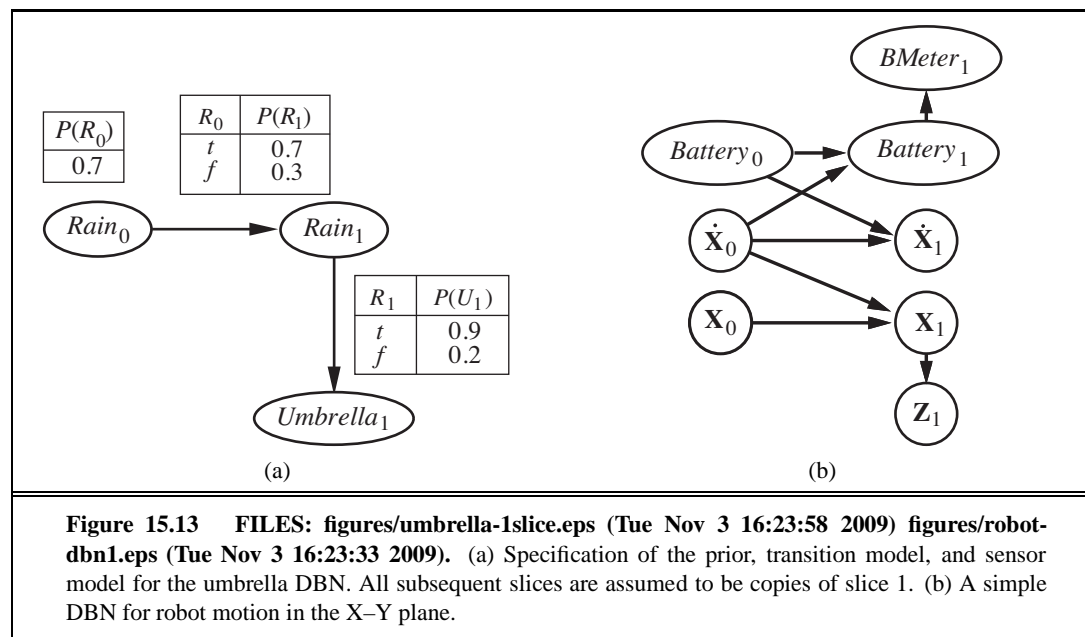 BMeter1
P(R0)
0.7
R0 P(R1)
t 0.7
f 0.3
Battery0
Battery1
Rain0
Rain1
Ẋ0
Ẋ1
R1 P(U1)
t 0.9
f 0.2
X0
X1
Umbrella1
Z1
(a)
(b)
Figure 15.13 FILES: figures/umbrella-1slice.eps (Tue Nov 3 16:23:58 2009) figures/robot-
dbn1.eps (Tue Nov 3 16:23:33 2009). (a) Specification of the prior, transition model, and sensor
model for the umbrella DBN. All subsequent slices are assumed to be copies of slice 1. (b) A simple
DBN for robot motion in the X–Y plane.